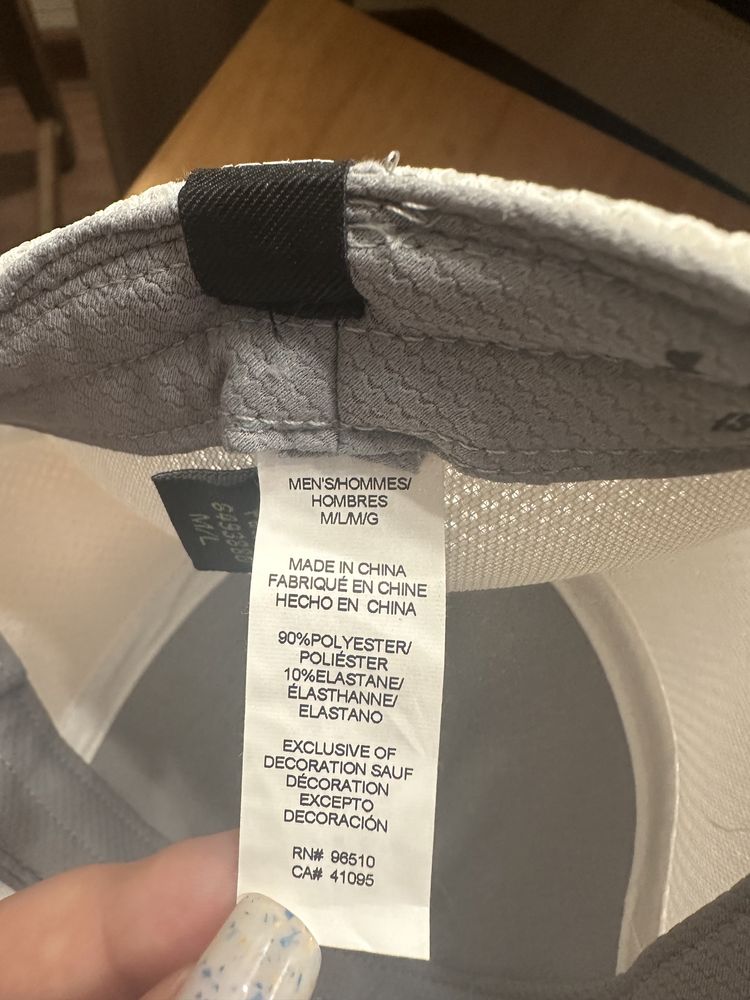 MEN'S/HOMMES/
HOMBRES
M/L/M/G
MADE IN CHINA
FABRIQUÉ EN CHINE
HECHO EN CHINA
90%POLYESTER/
POLIÉSTER
10%ELASTANE/
ÉLASTHANNE/
ELASTANO
EXCLUSIVE OF
DECORATION SAUF
DÉCORATION
EXCEPTO
DECORACIÓN
RN# 96510
CA# 41095
M/L